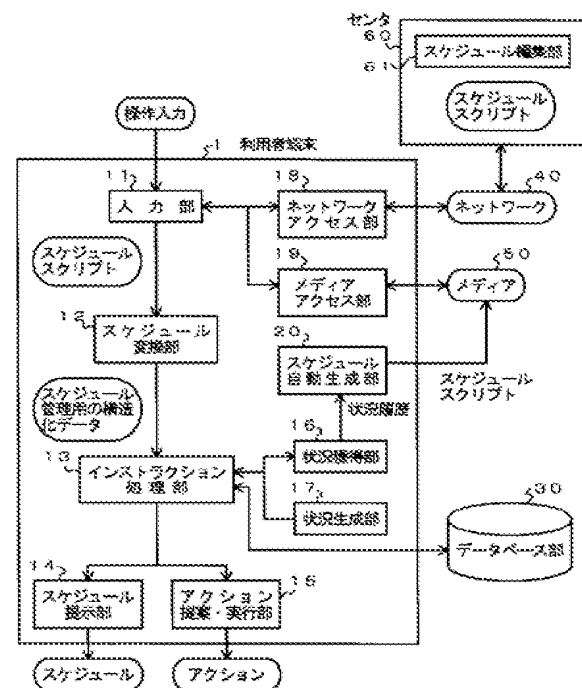 センタ
60
61
スケジュール編集部
スケジュール
スクリプト
操作入力
1
利用者端末
11
入力部
18
ネットワーク
アクセス部
40
ネットワーク
スケジュール
スクリプト
19
メディア
アクセス部
50
メディア
12
スケジュール
変換部
20
スケジュール
自動生成部
スケジュール
スクリプト
スケジュール
管理用の構造
化データ
状況履歴
13
インストラクション
処理部
16
状況獲得部
17
状況生成部
30
データベース部
14
スケジュール
提示部
15
アクション
提案・実行部
スケジュール
アクション